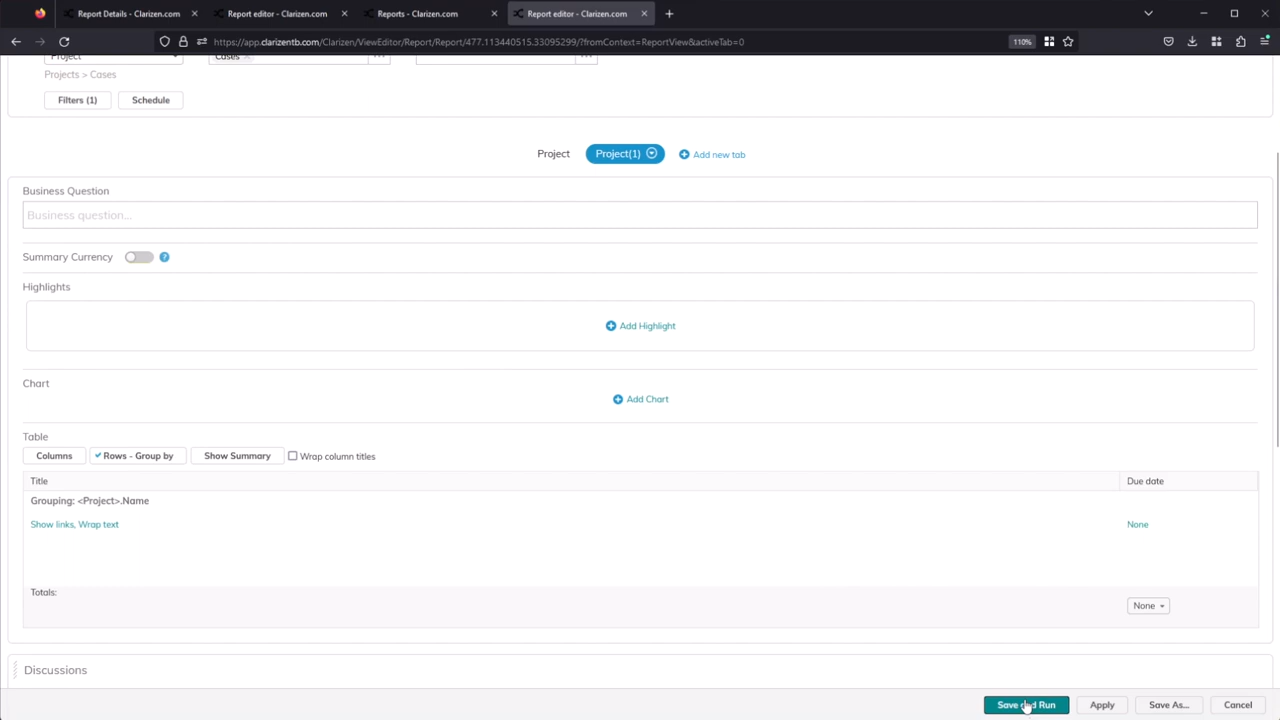 Report Details - Clarizen.com
Report editor - Clarizen.com
Reports - Clarizen.com
Report editor - Clarizen.com
https://app.clarizentb.com/Clarizen/ViewEditor/Report/Report/477.113440515.33095299/?fromContext=ReportView&activeTab=0
110%
Project
Cases
Projects > Cases
Filters (1)
Schedule
Project
Project(1)
Add new tab
Business Question
Business question...
Summary Currency
Highlights
Add Highlight
Chart
Add Chart
Table
Columns
Rows - Group by
Show Summary
Wrap column titles
Title
Due date
Grouping: <Project>.Name
Show links, Wrap text
None
Totals:
None
Discussions
Save and Run
Apply
Save As...
Cancel